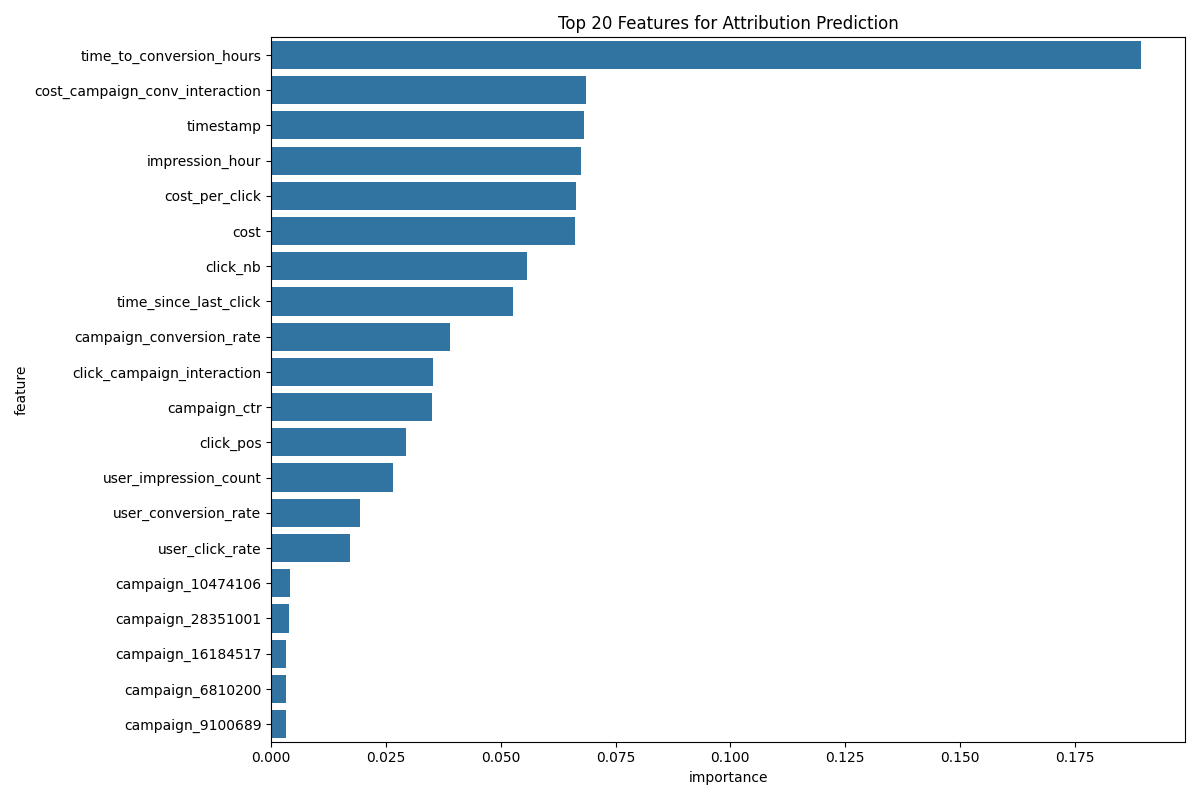 Top 20 Features for Attribution Prediction
time_to_conversion_hours
cost_campaign_conv_interaction
timestamp
impression_hour
cost_per_click
cost
click_nb
time_since_last_click
campaign_conversion_rate
click_campaign_interaction
campaign_ctr
click_pos
user_impression_count
user_conversion_rate
user_click_rate
campaign_10474106
campaign_28351001
campaign_16184517
campaign_6810200
campaign_9100689
feature
0.000 0.025 0.050 0.075 0.100 0.125 0.150 0.175
importance